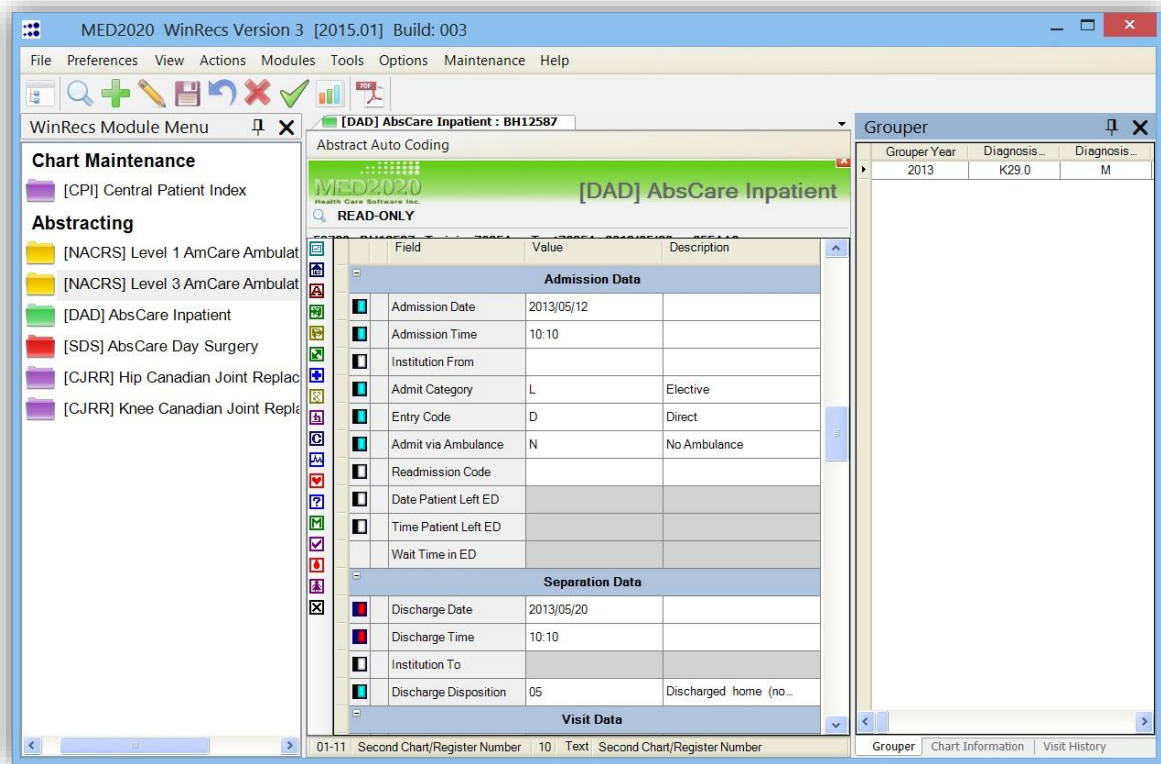 MED2020 WinRecs Version 3 [2015.01] Build: 003
File Preferences View Actions Modules Tools Options Maintenance Help
PDF
WinRecs Module Menu
Chart Maintenance
[CPI] Central Patient Index
Abstracting
[NACRS] Level 1 AmCare Ambulat
[NACRS] Level 3 AmCare Ambulat
[DAD] AbsCare Inpatient
[SDS] AbsCare Day Surgery
[CJRR] Hip Canadian Joint Replac
[CJRR] Knee Canadian Joint Repla
[DAD] AbsCare Inpatient : BH12587
Abstract Auto Coding
MED2020
Health Care Software Inc.
[DAD] AbsCare Inpatient
READ-ONLY
Field Value Description
Admission Data
Admission Date 2013/05/12
Admission Time 10:10
Institution From
Admit Category L Elective
Entry Code D Direct
Admit via Ambulance N No Ambulance
Readmission Code
Date Patient Left ED
Time Patient Left ED
Wait Time in ED
Separation Data
Discharge Date 2013/05/20
Discharge Time 10:10
Institution To
Discharge Disposition 05 Discharged home (no...
Visit Data
01-11 Second Chart/Register Number 10 Text Second Chart/Register Number
Grouper
Grouper Year Diagnosis... Diagnosis...
2013 K29.0 M
Grouper Chart Information Visit History